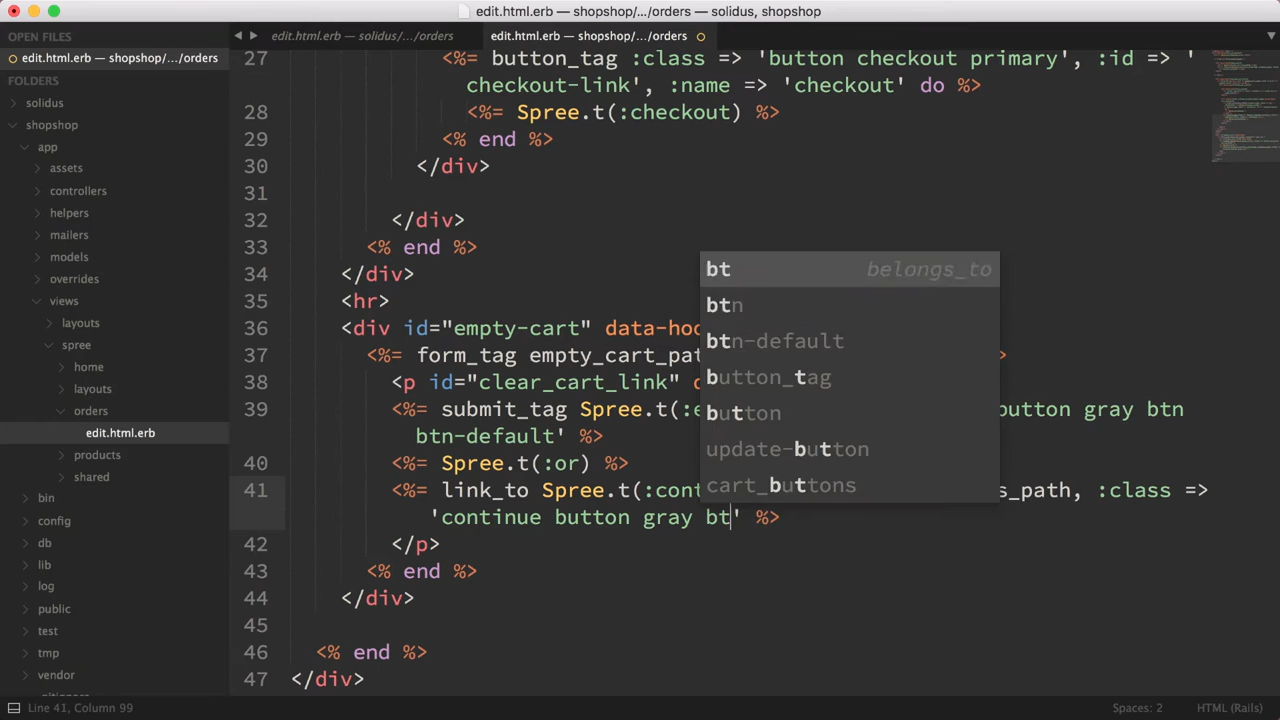 edit.html.erb — shopshop/.../orders — solidus, shopshop
OPEN FILES
edit.html.erb — shopshop/.../orders
FOLDERS
solidus
shopshop
app
assets
controllers
helpers
mailers
models
overrides
views
layouts
spree
home
layouts
orders
edit.html.erb
products
shared
bin
config
db
lib
log
public
test
tmp
vendor
edit.html.erb — solidus/.../orders
edit.html.erb — shopshop/.../orders
27 <%= button_tag :class => 'button checkout primary', :id => '
checkout-link', :name => 'checkout' do %>
28 <%= Spree.t(:checkout) %>
29 <% end %>
30 </div>
31
32 </div>
33 <% end %>
34 </div>
35 <hr>
36 <div id="empty-cart" data-hoo
37 <%= form_tag empty_cart_pat >
38 <p id="clear_cart_link" d
39 <%= submit_tag Spree.t(:e button gray btn
btn-default' %>
40 <%= Spree.t(:or) %>
41 <%= link_to Spree.t(:cont s_path, :class =>
'continue button gray bt' %>
42 </p>
43 <% end %>
44 </div>
45
46 <% end %>
47 </div>
bt belongs_to
btn
btn-default
button_tag
button
update-button
cart_buttons
Line 41, Column 99
Spaces: 2
HTML (Rails)